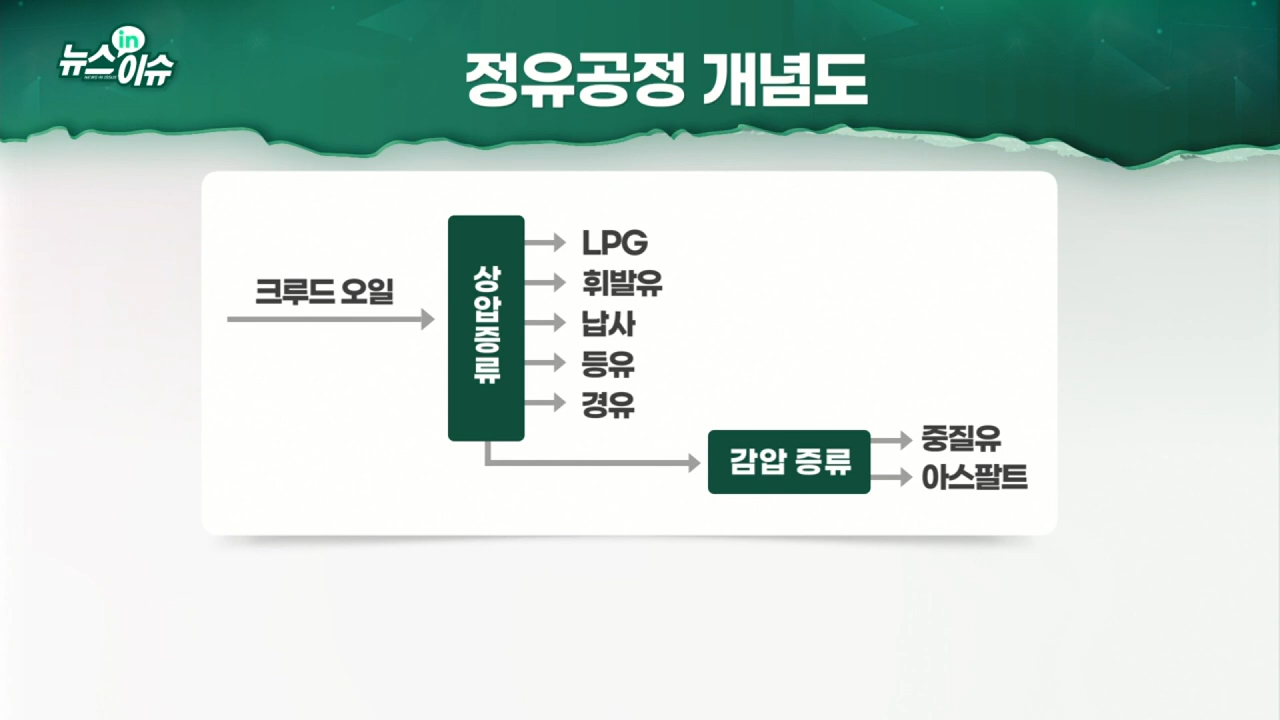 뉴스in이슈
정유공정 개념도
크루드 오일
상압증류
LPG
휘발유
납사
등유
경유
감압 증류
중질유
아스팔트